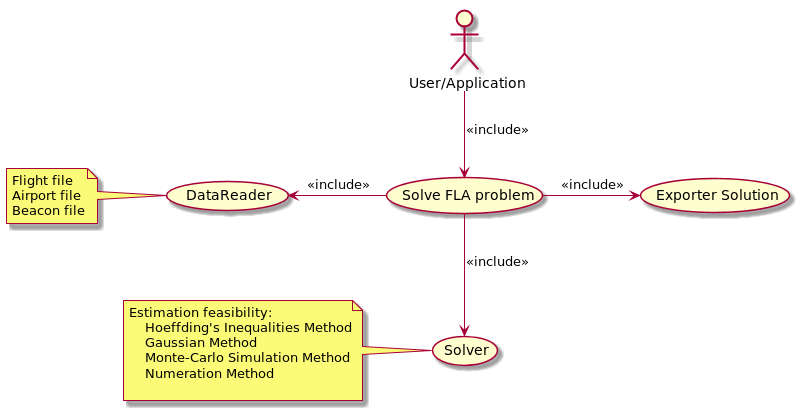 User/Application
«include»
Flight file
Airport file
Beacon file
DataReader
«include»
Solve FLA problem
«include»
Exporter Solution
«include»
Estimation feasibility:
Hoeffding's Inequalities Method
Gaussian Method
Monte-Carlo Simulation Method
Numeration Method
Solver